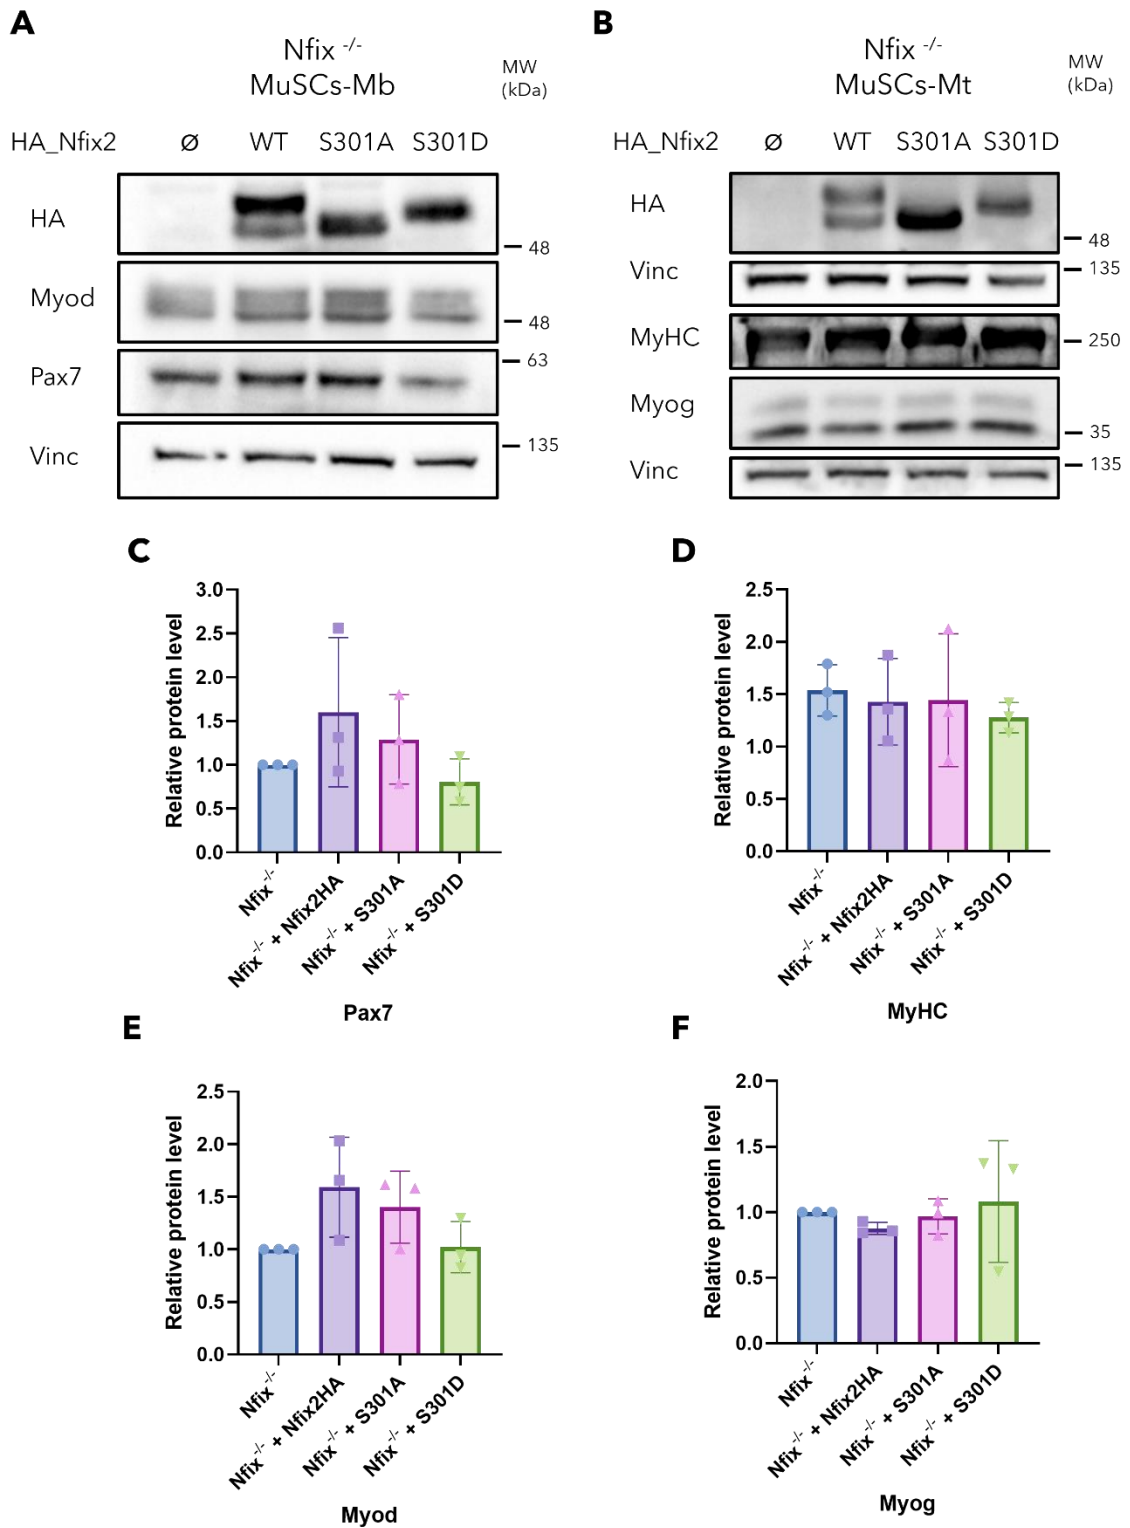 A
Nfix -/-
MuSCs-Mb
MW
(kDa)
HA_Nfix2 ø WT S301A S301D
HA
48
Myod
48
Pax7
63
Vinc
135
B
Nfix -/-
MuSCs-Mt
MW
(kDa)
HA_Nfix2 ø WT S301A S301D
HA
48
Vinc
135
MyHC
250
Myog
35
Vinc
135
C
Relative protein level
3.0
2.5
2.0
1.5
1.0
0.5
0.0
Nfix-/-
Nfix-/- + Nfix2HA
Nfix-/- + S301A
Nfix-/- + S301D
Pax7
D
Relative protein level
2.5
2.0
1.5
1.0
0.5
0.0
Nfix-/-
Nfix-/- + Nfix2HA
Nfix-/- + S301A
Nfix-/- + S301D
MyHC
E
Relative protein level
2.5
2.0
1.5
1.0
0.5
0.0
Nfix-/-
Nfix-/- + Nfix2HA
Nfix-/- + S301A
Nfix-/- + S301D
Myod
F
Relative protein level
2.0
1.5
1.0
0.5
0.0
Nfix-/-
Nfix-/- + Nfix2HA
Nfix-/- + S301A
Nfix-/- + S301D
Myog